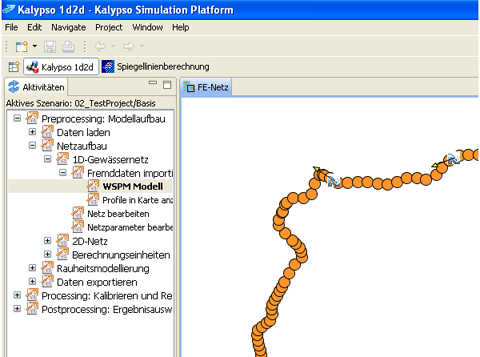 Kalypso 1d2d - Kalypso Simulation Platform
File Edit Navigate Project Window Help
Kalypso 1d2d Spiegellinienberechnung
Aktivitäten
FE-Netz
Aktives Szenario: 02_TestProject/Basis
Preprocessing: Modellaufbau
Daten laden
Netzaufbau
1D-Gewässernetz
Fremddaten importi
WSPM Modell
Profile in Karte anz
Netz bearbeiten
Netzparameter bearbe
2D-Netz
Berechnungseinheiten
Rauheitsmodellierung
Daten exportieren
Processing: Kalibrieren und Re
Postprocessing: Ergebnisausw